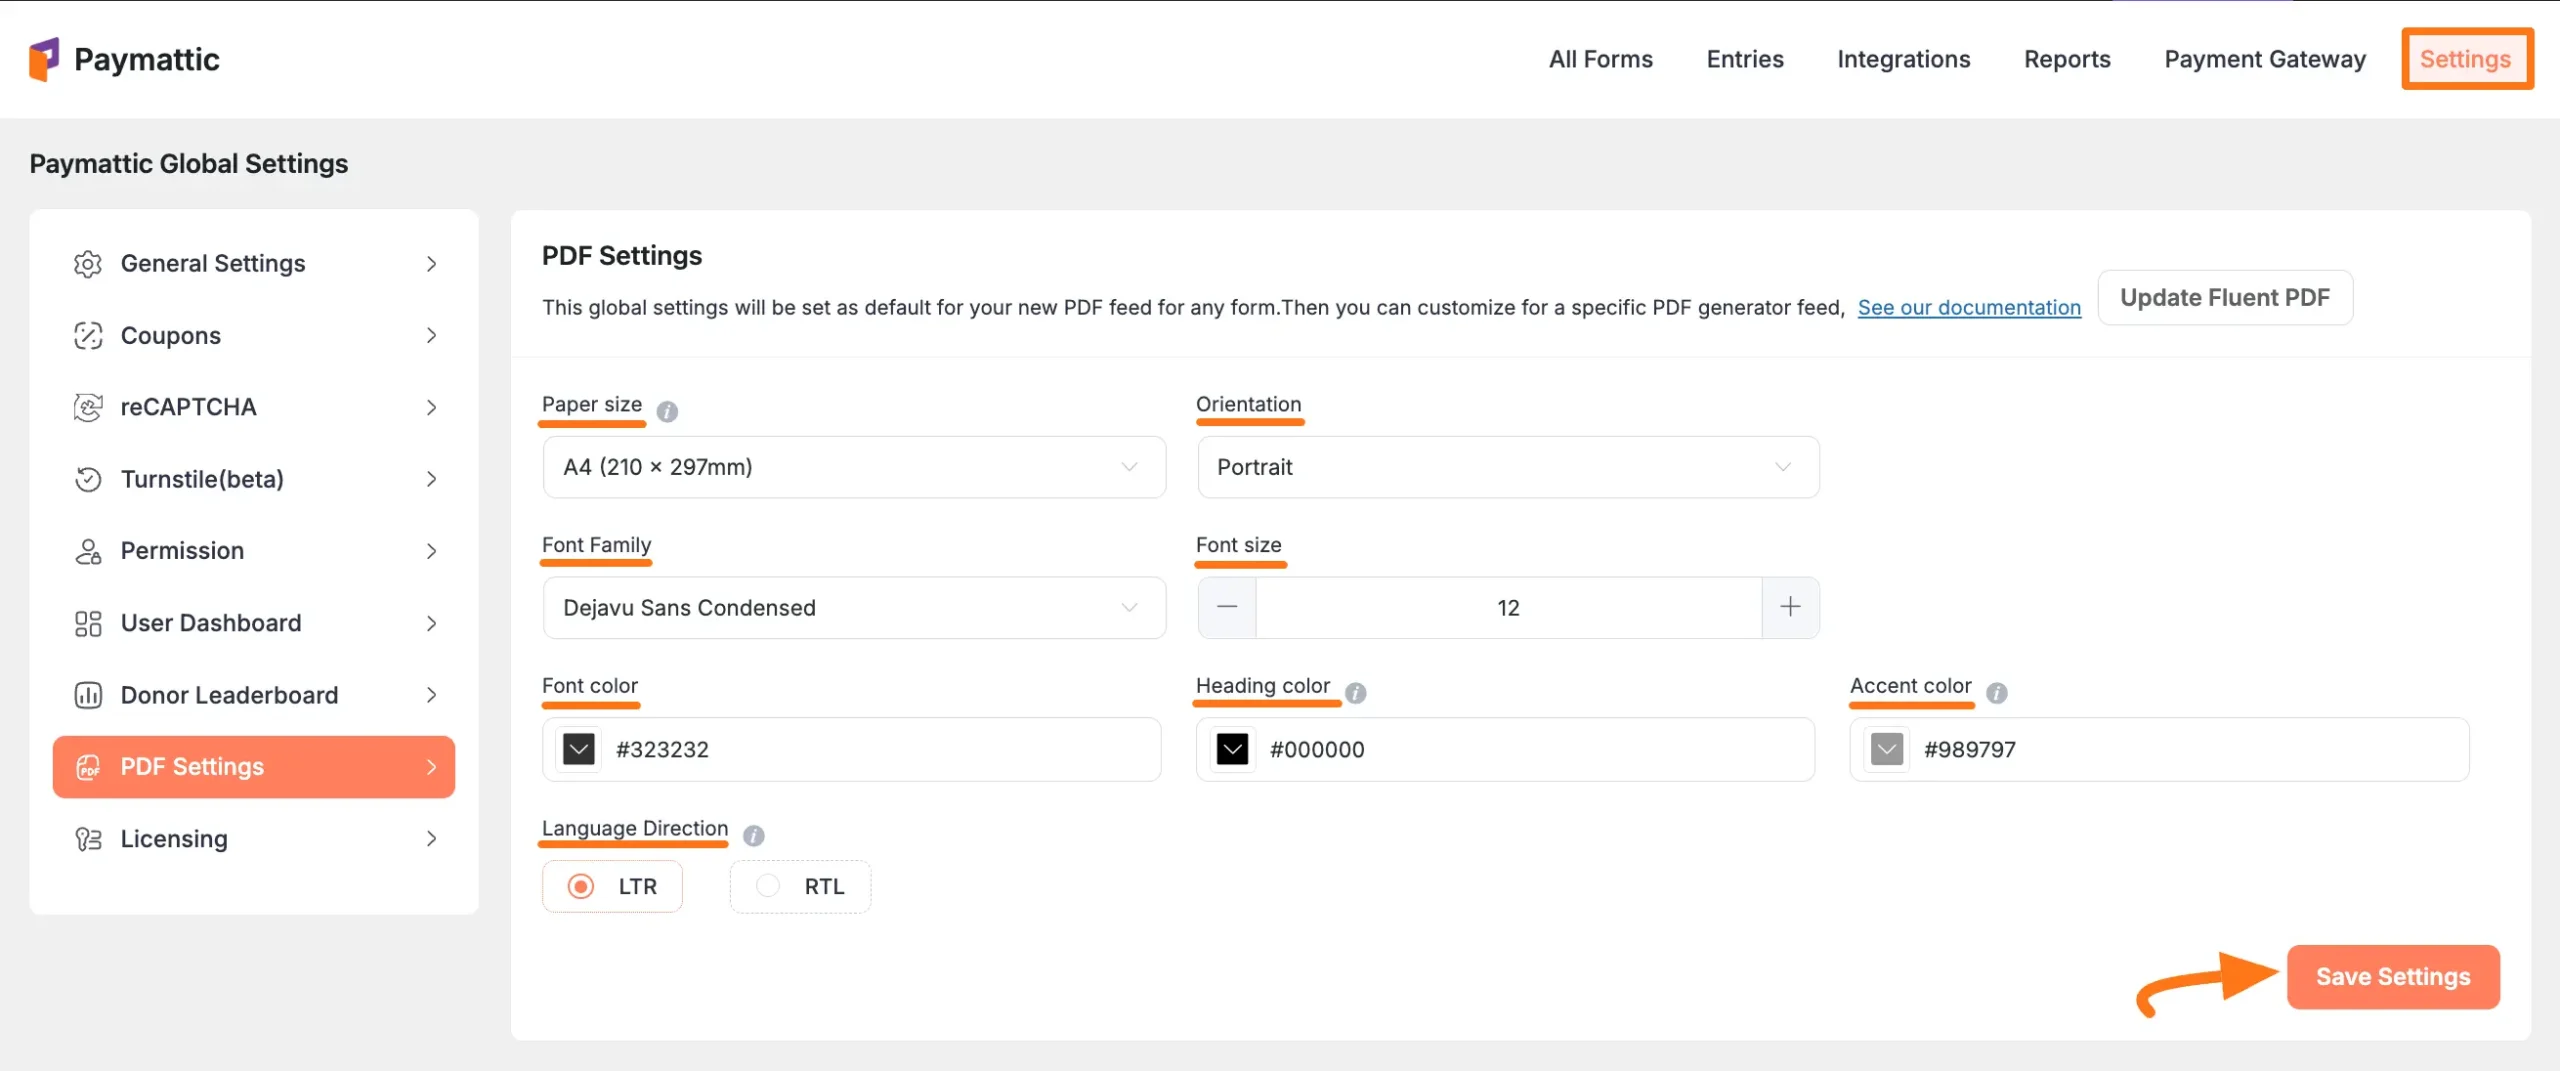 Paymattic
All Forms
Entries
Integrations
Reports
Payment Gateway
Settings
Paymattic Global Settings
General Settings
Coupons
reCAPTCHA
Turnstile(beta)
Permission
User Dashboard
Donor Leaderboard
PDF Settings
Licensing
PDF Settings
This global settings will be set as default for your new PDF feed for any form.Then you can customize for a specific PDF generator feed, See our documentation
Update Fluent PDF
Paper size
A4 (210 × 297mm)
Orientation
Portrait
Font Family
Dejavu Sans Condensed
Font size
12
Font color
#323232
Heading color
#000000
Accent color
#989797
Language Direction
LTR
RTL
Save Settings